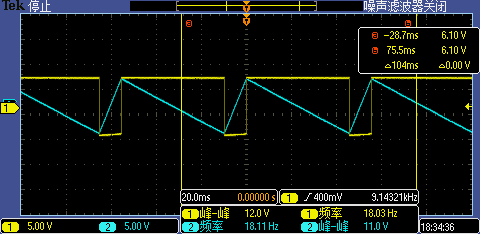 Tek 停止 噪声滤波器关闭
a -28.7ms 6.10 V
b 75.5ms 6.10 V
△104ms △0.00 V
1
20.0ms 0.00000 s 1 ʃ 400mV 9.14321kHz
1 5.00 V 2 5.00 V 1 峰-峰 12.0 V 1 频率 18.03 Hz
2 频率 18.11 Hz 2 峰-峰 11.0 V 18:34:36